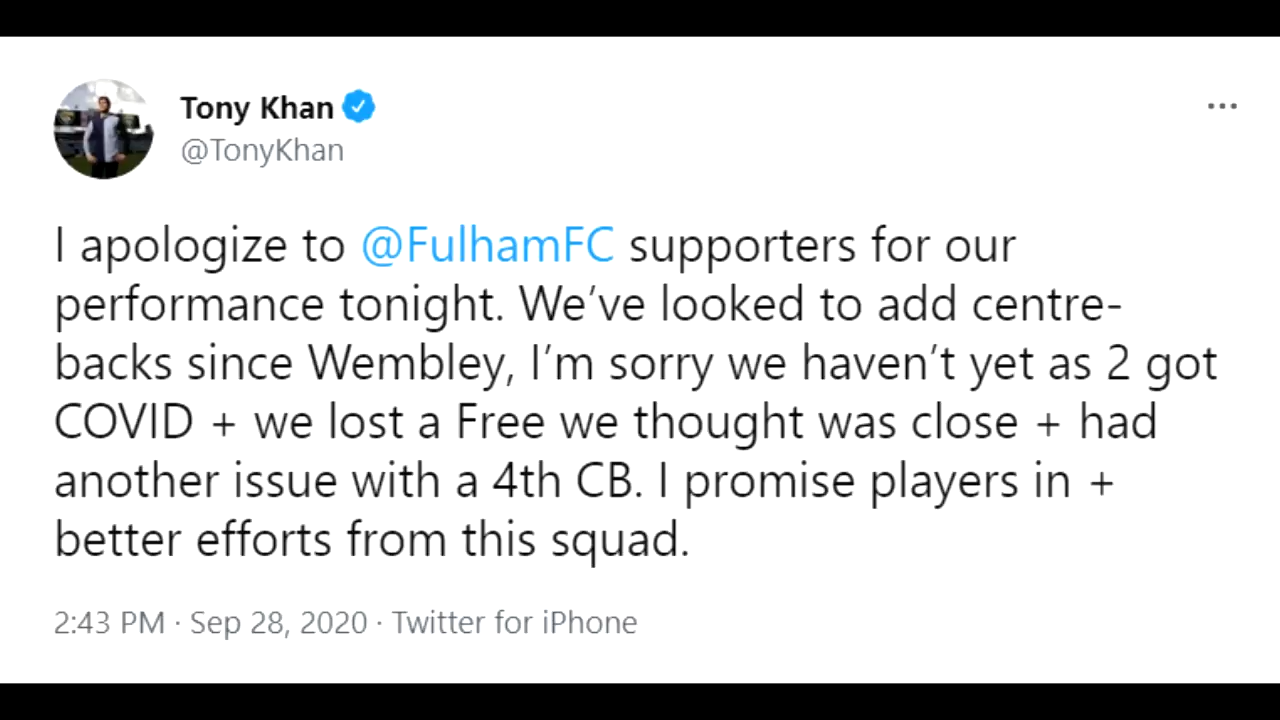 Tony Khan
@TonyKhan
I apologize to @FulhamFC supporters for our
performance tonight. We’ve looked to add centre-
backs since Wembley, I’m sorry we haven’t yet as 2 got
COVID + we lost a Free we thought was close + had
another issue with a 4th CB. I promise players in +
better efforts from this squad.
2:43 PM · Sep 28, 2020 · Twitter for iPhone